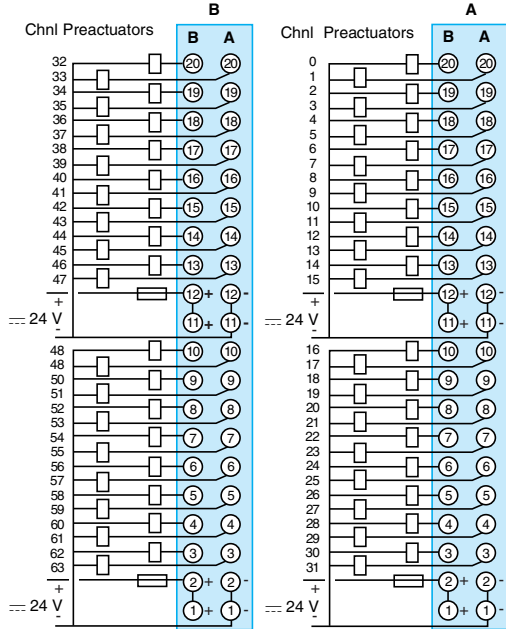 B
Chnl Preactuators B A
32 20 20
33
34 19 19
35
36 18 18
37
38 17 17
39
40 16 16
41
42 15 15
43
44 14 14
45
46 13 13
47
+ 12 + 12 -
24 V
- 11 + 11 -
48 10 10
48
50 9 9
51
52 8 8
53
54 7 7
55
56 6 6
57
58 5 5
59
60 4 4
61
62 3 3
63
+ 2 + 2 -
24 V 1 + 1 -
-
A
Chnl Preactuators B A
0 20 20
1
2 19 19
3
4 18 18
5
6 17 17
7
8 16 16
9
10 15 15
11
12 14 14
13
14 13 13
15
+ 12 + 12 -
24 V
- 11 + 11 -
16 10 10
17
18 9 9
19
20 8 8
21
22 7 7
23
24 6 6
25
26 5 5
27
28 4 4
29
30 3 3
31
+ 2 + 2 -
24 V 1 + 1 -
-